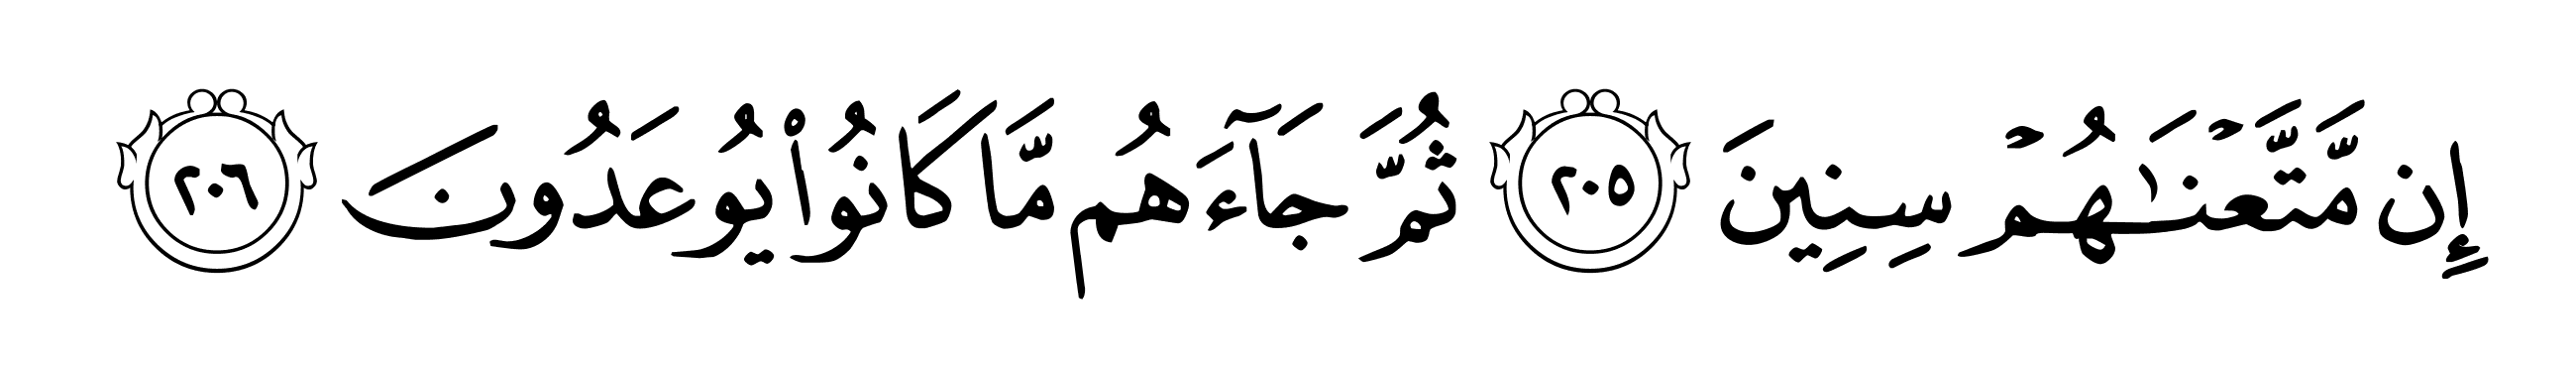 إِن مَّتَّعْنَـٰهُمْ سِنِينَ ٢٠٥ ثُمَّ جَآءَهُم مَّا كَانُوا۟ يُوعَدُونَ ٢٠٦